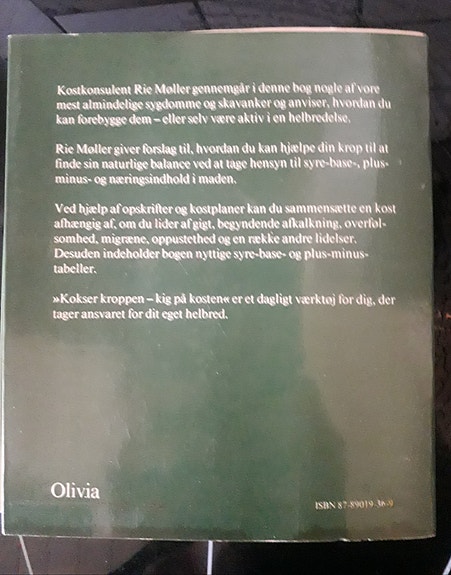 Kostkonsulent Rie Møller gennemgår i denne bog nogle af vore
mest almindelige sygdomme og skavanker og anviser, hvordan du
kan forebygge dem – eller selv være aktiv i en helbredelse.
Rie Møller giver forslag til, hvordan du kan hjælpe din krop til at
finde sin naturlige balance ved at tage hensyn til syre-base-, plus-
minus- og næringsindhold i maden.
Ved hjælp af opskrifter og kostplaner kan du sammensætte en kost
afhængig af, om du lider af gigt, begyndende afkalkning, overføl-
somhed, migræne, oppustethed og en række andre lidelser.
Desuden indeholder bogen nyttige syre-base- og plus-minus-
tabeller.
»Kokser kroppen – kig på kosten« er et dagligt værktøj for dig, der
tager ansvaret for dit eget helbred.
Olivia
ISBN 87-89019-36-9